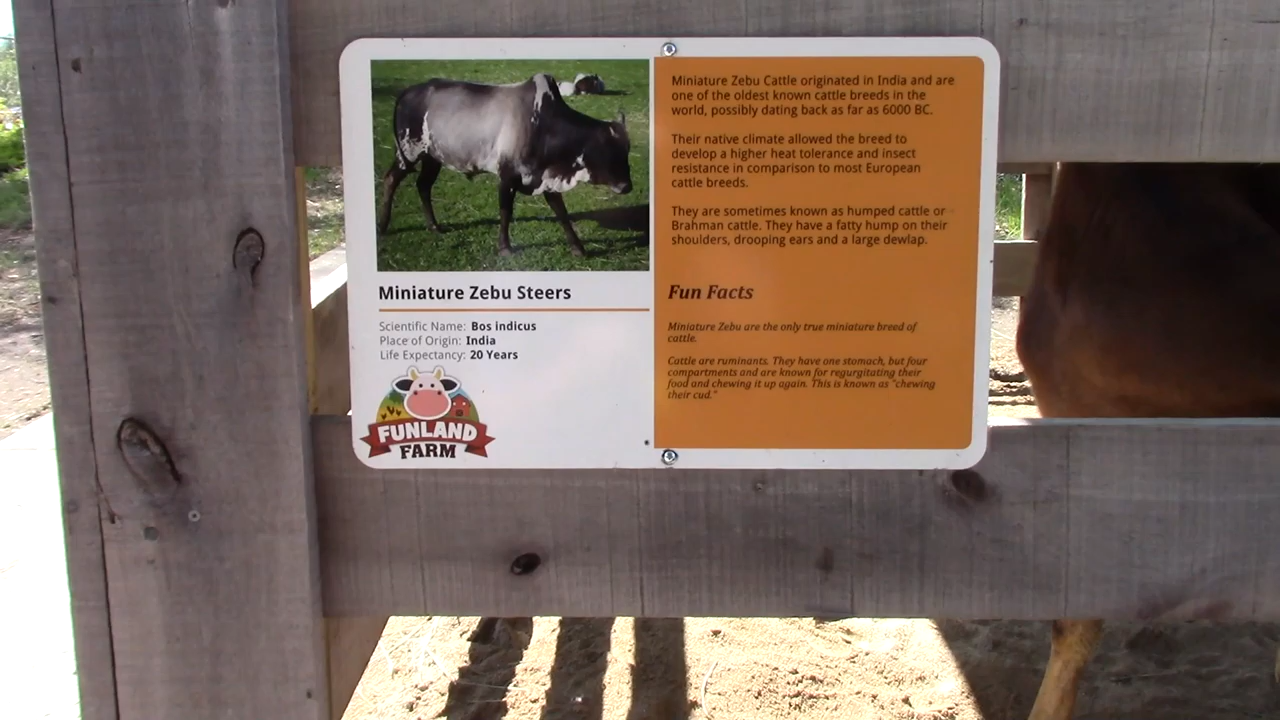 Miniature Zebu Steers
Scientific Name: Bos indicus
Place of Origin: India
Life Expectancy: 20 Years
FUNLAND
FARM
Miniature Zebu Cattle originated in India and are
one of the oldest known cattle breeds in the
world, possibly dating back as far as 6000 BC.
Their native climate allowed the breed to
develop a higher heat tolerance and insect
resistance in comparison to most European
cattle breeds.
They are sometimes known as humped cattle or
Brahman cattle. They have a fatty hump on their
shoulders, drooping ears and a large dewlap.
Fun Facts
Miniature Zebu are the only true miniature breed of
cattle.
Cattle are ruminants. They have one stomach, but four
compartments and are known for regurgitating their
food and chewing it up again. This is known as "chewing
their cud."